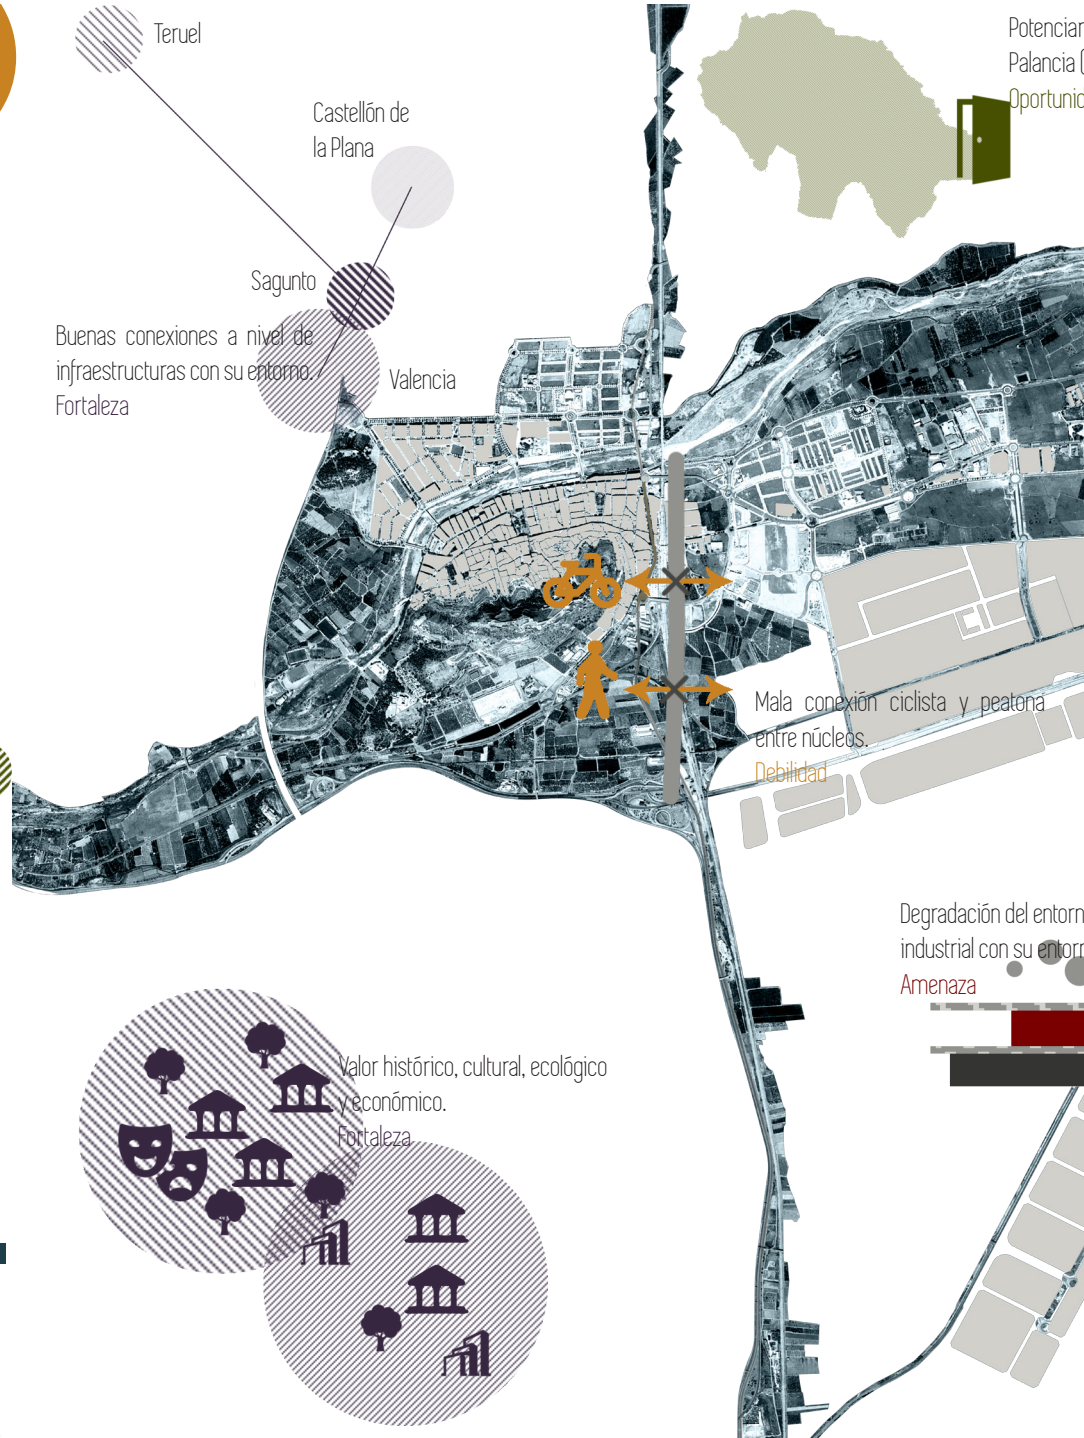 Teruel
Castellón de
la Plana
Sagunto
Buenas conexiones a nivel de
infraestructuras con su entorno.
Fortaleza
Valencia
Potenciar
Palancia (
Oportunid
Mala conexión ciclista y peatona
entre núcleos.
Debilidad
Degradación del entorn
industrial con su entorn
Amenaza
Valor histórico, cultural, ecológico
y económico.
Fortaleza